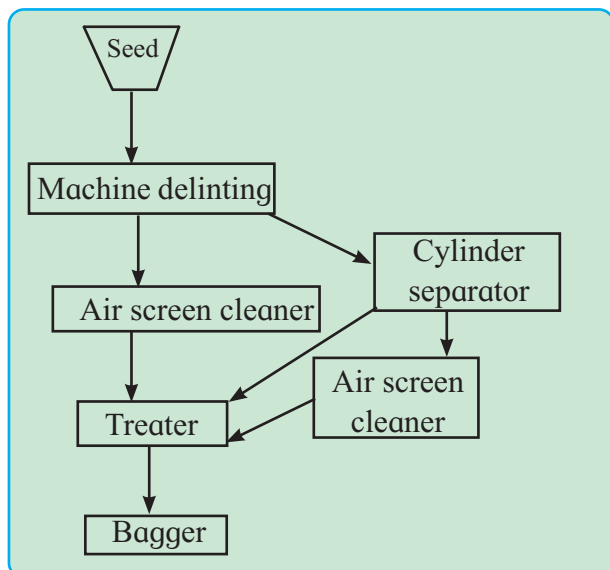 Seed
Machine delinting
Cylinder
separator
Air screen cleaner
Air screen
cleaner
Treater
Bagger